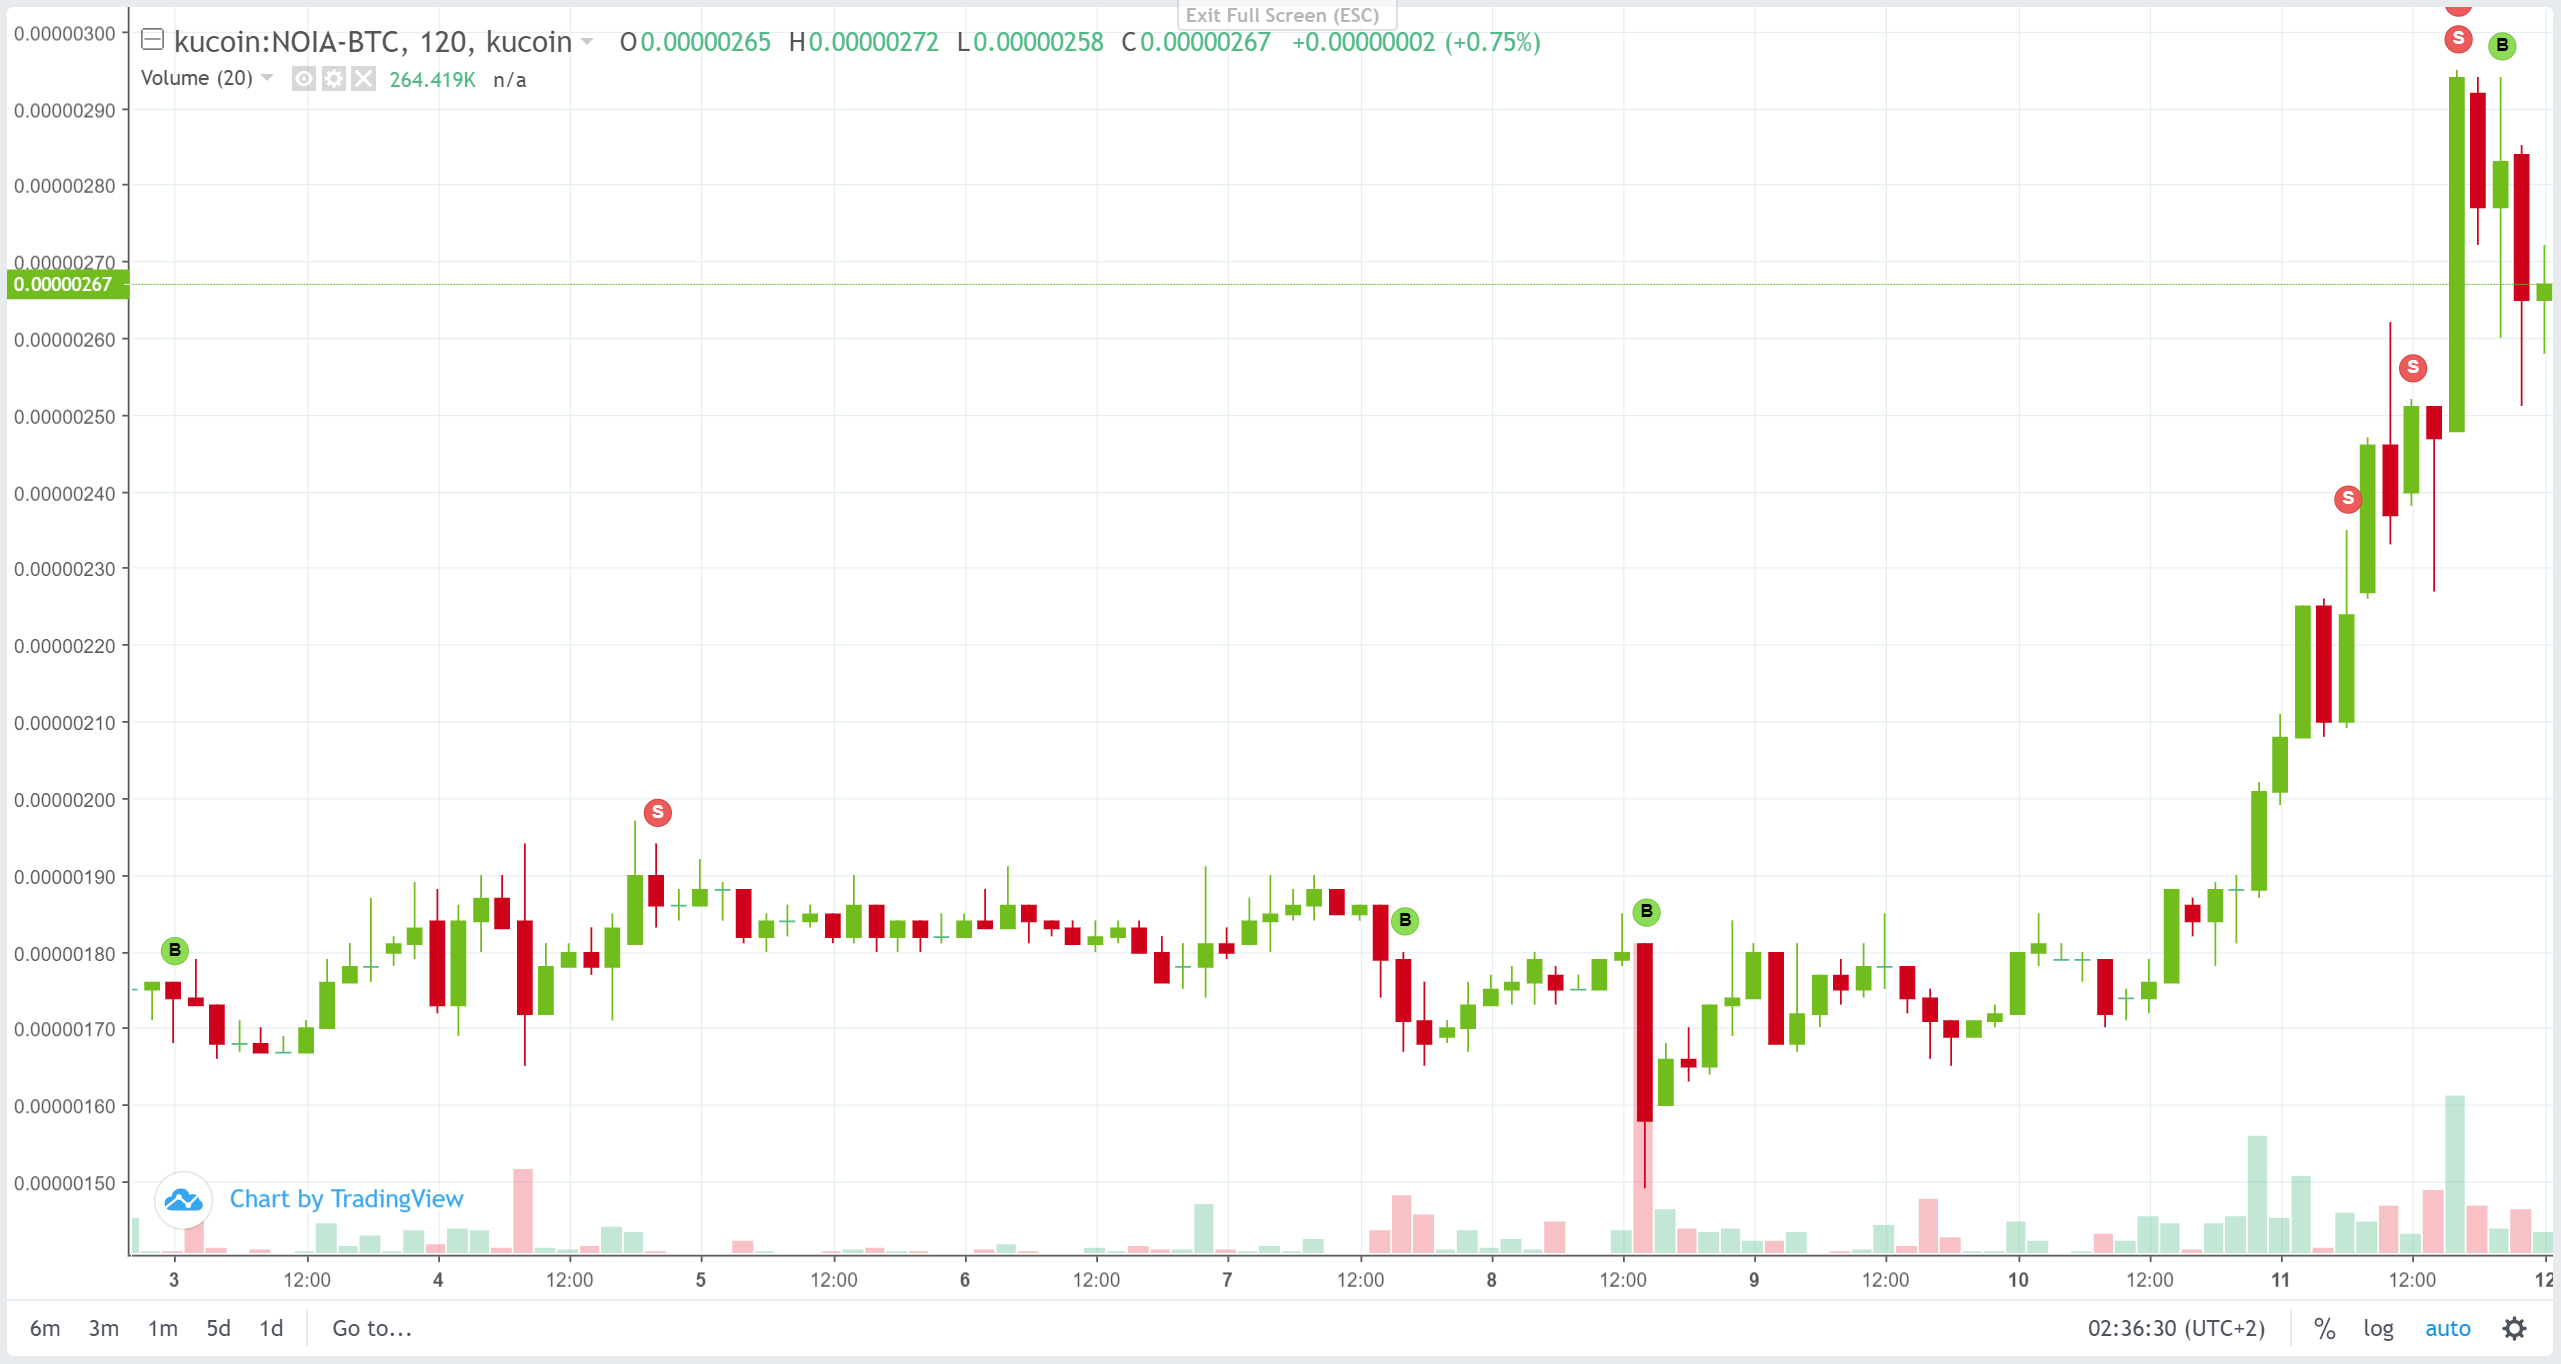 Exit Full Screen (ESC)
kucoin:NOIA-BTC, 120, kucoin O0.00000265 H0.00000272 L0.00000258 C0.00000267 +0.00000002 (+0.75%)
Volume (20) 264.419K n/a
0.00000300
0.00000290
0.00000280
0.00000270
0.00000267
0.00000260
0.00000250
0.00000240
0.00000230
0.00000220
0.00000210
0.00000200
0.00000190
0.00000180
0.00000170
0.00000160
0.00000150
S
B
S
S
S
B
B
B
Chart by TradingView
3 12:00 4 12:00 5 12:00 6 12:00 7 12:00 8 12:00 9 12:00 10 12:00 11 12:00 12
6m 3m 1m 5d 1d Go to... 02:36:30 (UTC+2) % log auto